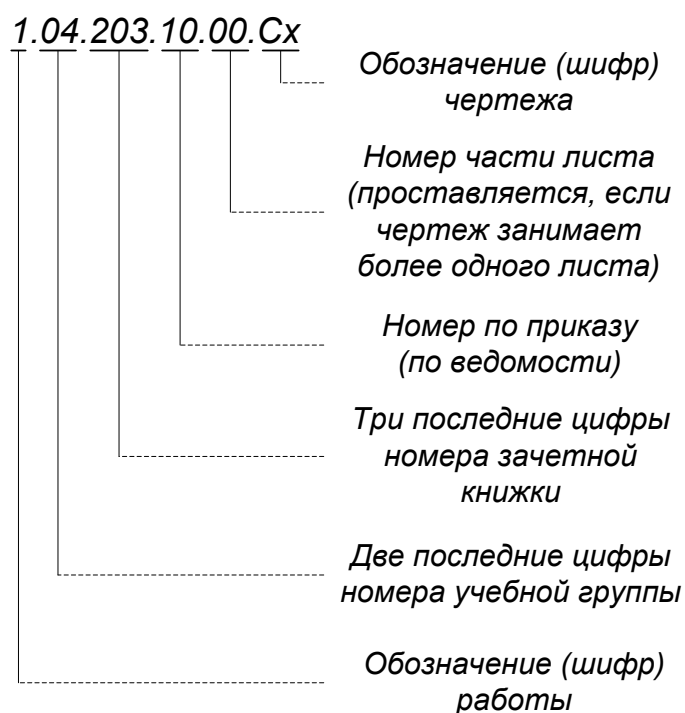 1.04.203.10.00.Сх
Обозначение (шифр)
чертежа
Номер части листа
(проставляется, если
чертеж занимает
более одного листа)
Номер по приказу
(по ведомости)
Три последние цифры
номера зачетной
книжки
Две последние цифры
номера учебной группы
Обозначение (шифр)
работы